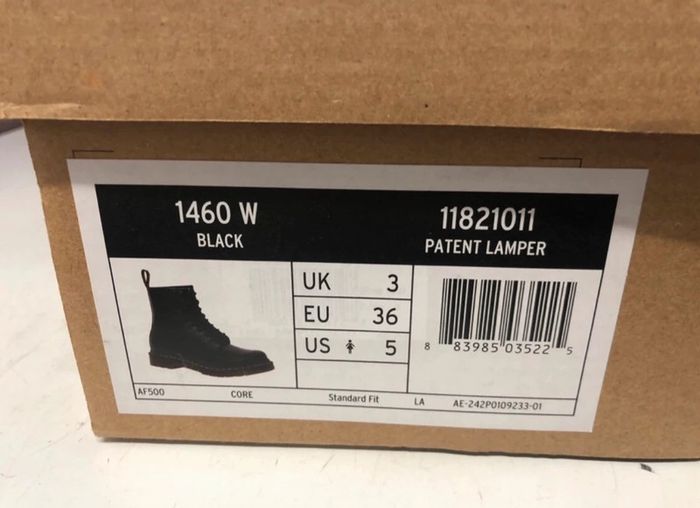 1460 W
BLACK
11821011
PATENT LAMPER
UK 3
EU 36
US 5
8 83985 03522 5
AF500 CORE Standard Fit LA AE-242P0109233-01